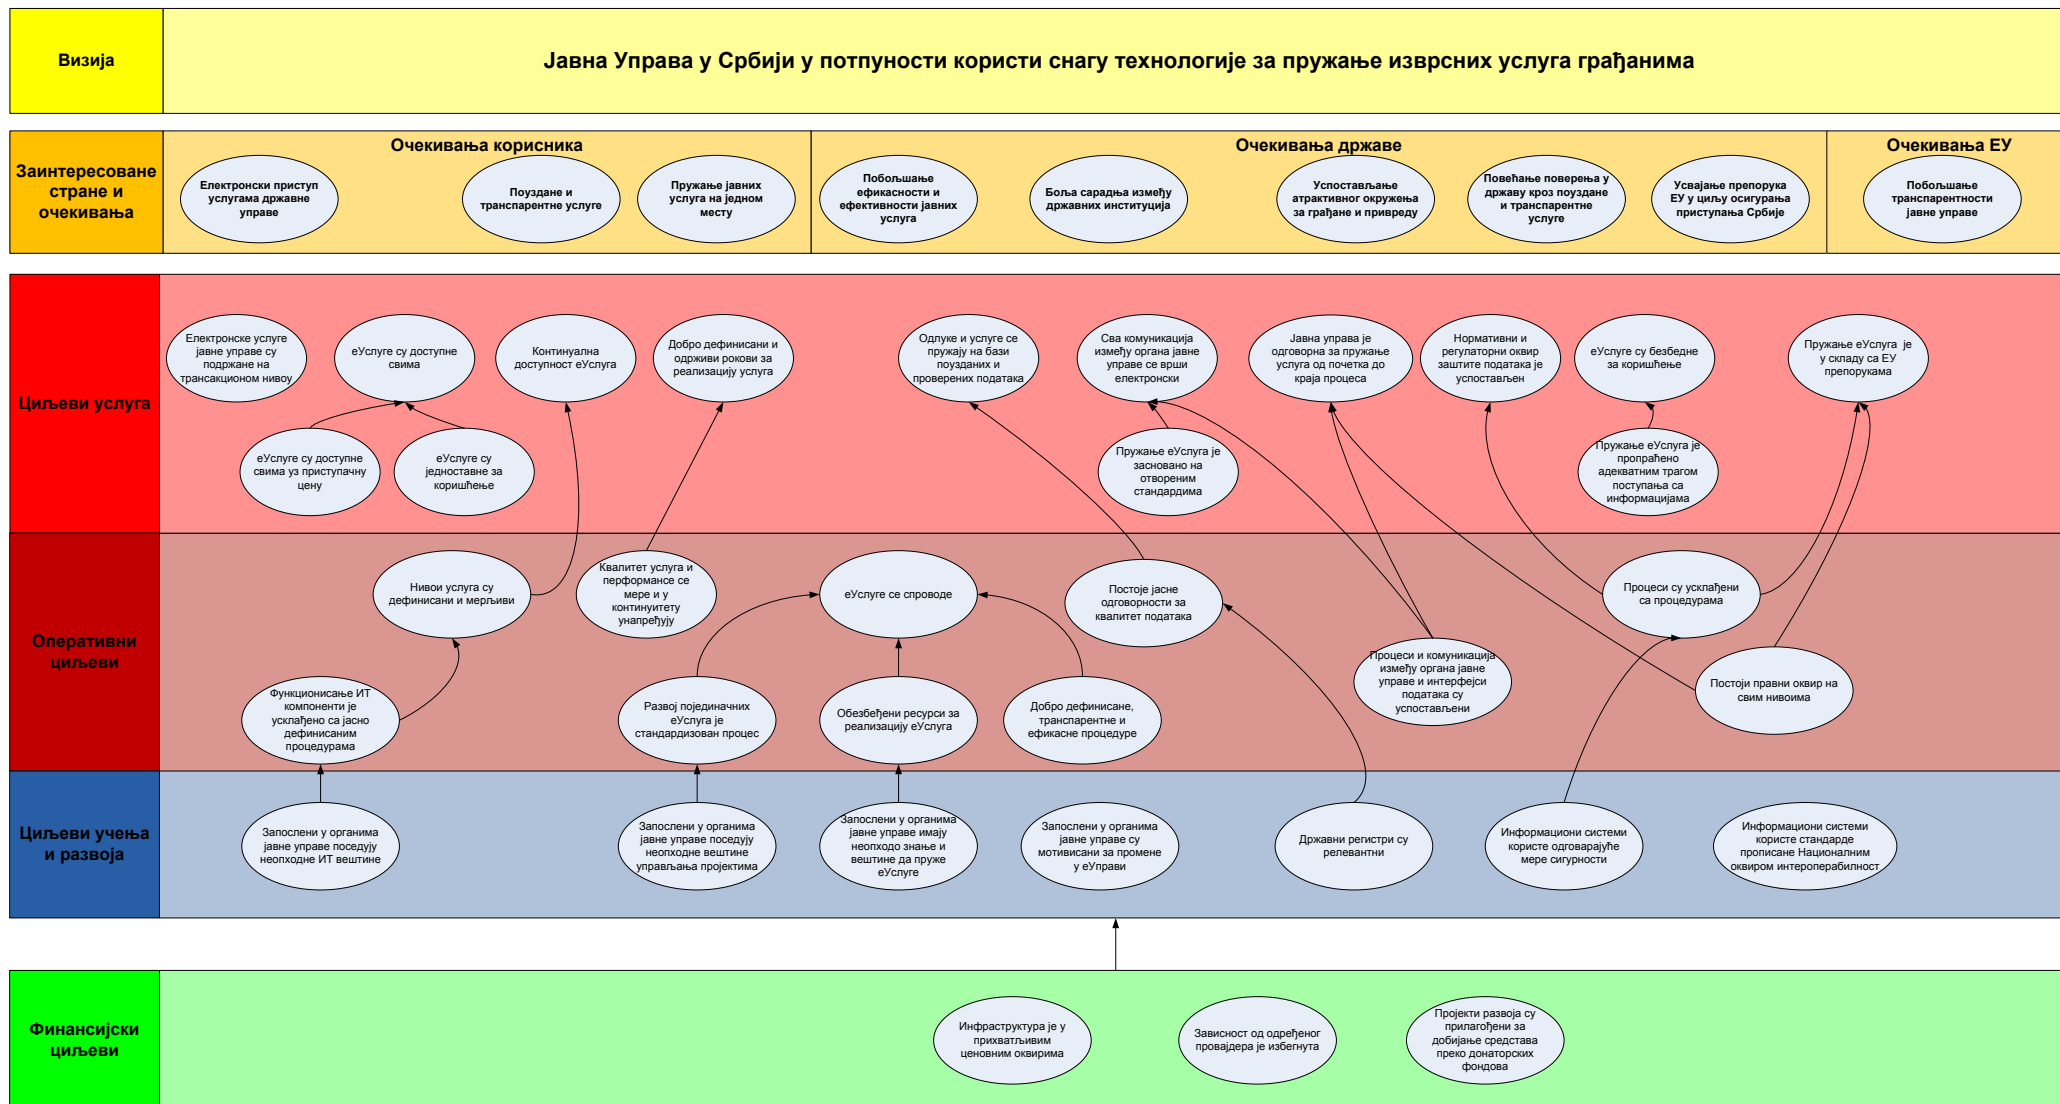 Визија
Јавна Управа у Србији у потпуности користи снагу технологије за пружање изврсних услуга грађанима
Заинтересоване
стране и
очекивања
Очекивања корисника
Очекивања државе
Очекивања ЕУ
Електронски приступ
услугама државне
управе
Поуздане и
транспарентне услуге
Пружање јавних
услуга на једном
месту
Побољшање
ефикасности и
ефективности јавних
услуга
Боља сарадња између
државних институција
Успостављање
атрактивног окружења
за грађане и привреду
Повећање поверења у
државу кроз поуздане
и транспарентне
услуге
Усвајање препорука
ЕУ у циљу осигурања
приступања Србије
Побољшање
транспарентности
јавне управе
Циљеви услуга
Електронске услуге
јавне управе су
подржане на
трансакционом нивоу
еУслуге су доступне
свима
Континуална
доступност еУслуга
Добро дефинисани и
одрживи рокови за
реализацију услуга
Одлуке и услуге се
пружају на бази
поузданих и
проверених података
Сва комуникација
између органа јавне
управе се врши
електронски
Јавна управа је
одговорна за пружање
услуга од почетка до
краја процеса
Нормативни и
регулаторни оквир
заштите података је
успостављен
еУслуге су безбедне
за коришћење
Пружање еУслуга је
у складу са ЕУ
препорукама
еУслуге су доступне
свима уз приступачну
цену
еУслуге су
једноставне за
коришћење
Пружање еУслуга је
засновано на
отвореним
стандардима
Пружање еУслуга је
пропраћено
адекватним трагом
поступања са
информацијама
Оперативни
циљеви
Нивои услуга су
дефинисани и мерљиви
Квалитет услуга и
перформансе се
мере и у
континуитету
унапређују
еУслуге се спроводе
Постоје јасне
одговорности за
квалитет података
Процеси су усклађени
са процедурама
Функционисање ИТ
компоненти је
усклађено са јасно
дефинисаним
процедурама
Развој појединачних
еУслуга је
стандардизован процес
Обезбеђени ресурси за
реализацију еУслуга
Добро дефинисане,
транспарентне и
ефикасне процедуре
Процеси и комуникација
између органа јавне
управе и интерфејси
података су
успостављени
Постоји правни оквир на
свим нивоима
Циљеви учења
и развоја
Запослени у органима
јавне управе поседују
неопходне ИТ вештине
Запослени у органима
јавне управе поседују
неопходне вештине
управљања пројектима
Запослени у органима
јавне управе имају
неопходо знање и
вештине да пруже
еУслуге
Запослени у органима
јавне управе су
мотивисани за промене
у еУправи
Државни регистри су
релевантни
Информациони системи
користе одговарајуће
мере сигурности
Информациони системи
користе стандарде
прописане Националним
оквиром интероперабилност
Финансијски
циљеви
Инфраструктура је у
прихватљивим
ценовним оквирима
Зависност од одређеног
провајдера је избегнута
Пројекти развоја су
прилагођени за
добијање средстава
преко донаторских
фондова